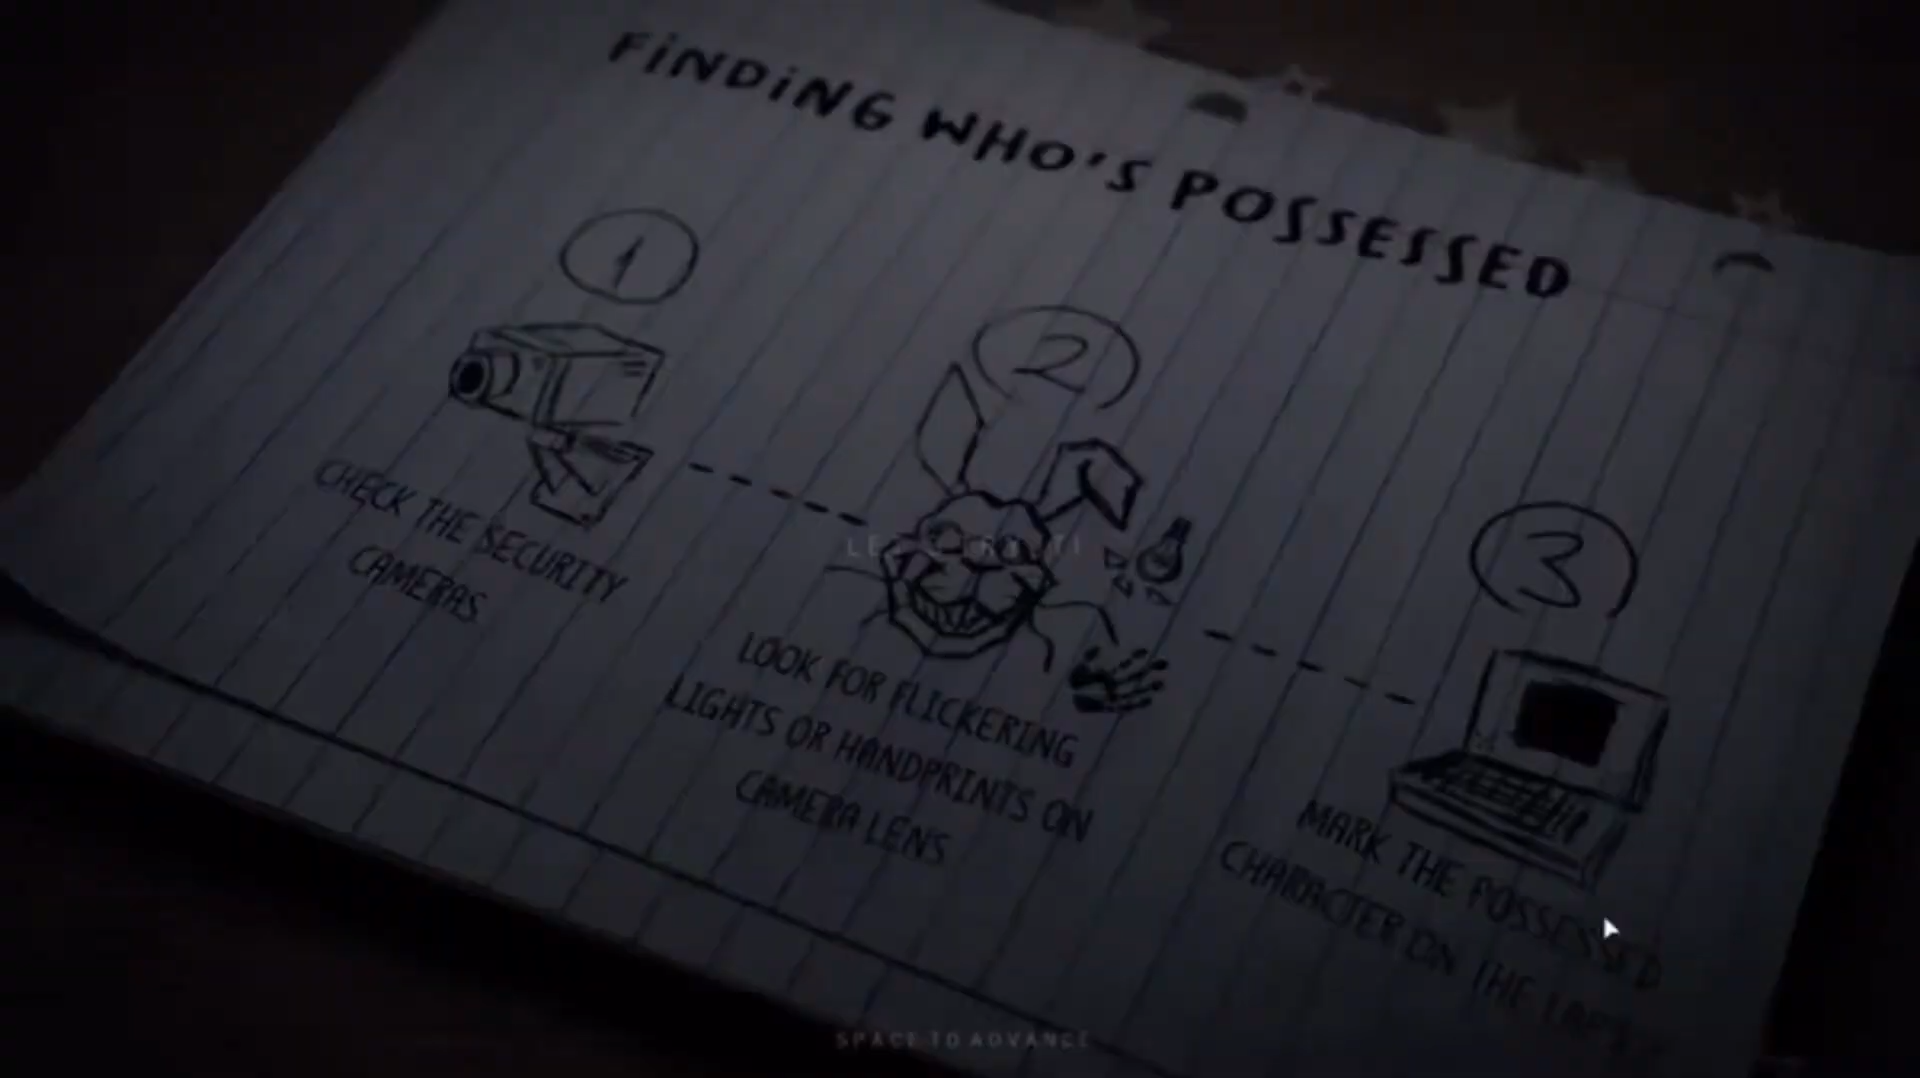 FINDING WHO'S POSSESSED
1
2
3
CHECK THE SECURITY
CAMERAS
LOOK FOR FLICKERING
LIGHTS OR HANDPRINTS ON
CAMERA LENS
MARK THE POSSESSED
CHARACTER ON THE
SPACE TO ADVANCE